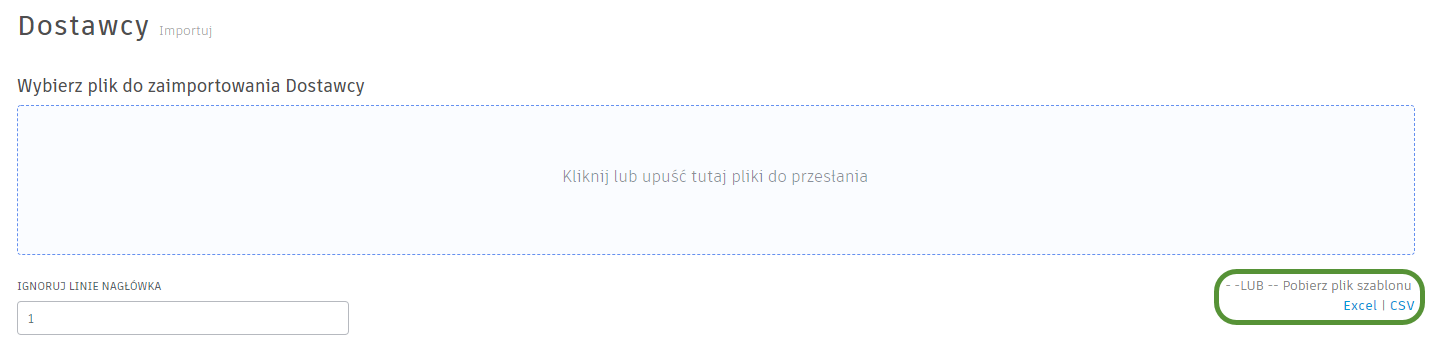 Dostawcy Importuj
Wybierz plik do zaimportowania Dostawcy
Kliknij lub upuść tutaj pliki do przesłania
IGNORUJ LINIE NAGŁÓWKA
1
- -LUB -- Pobierz plik szablonu
Excel | CSV